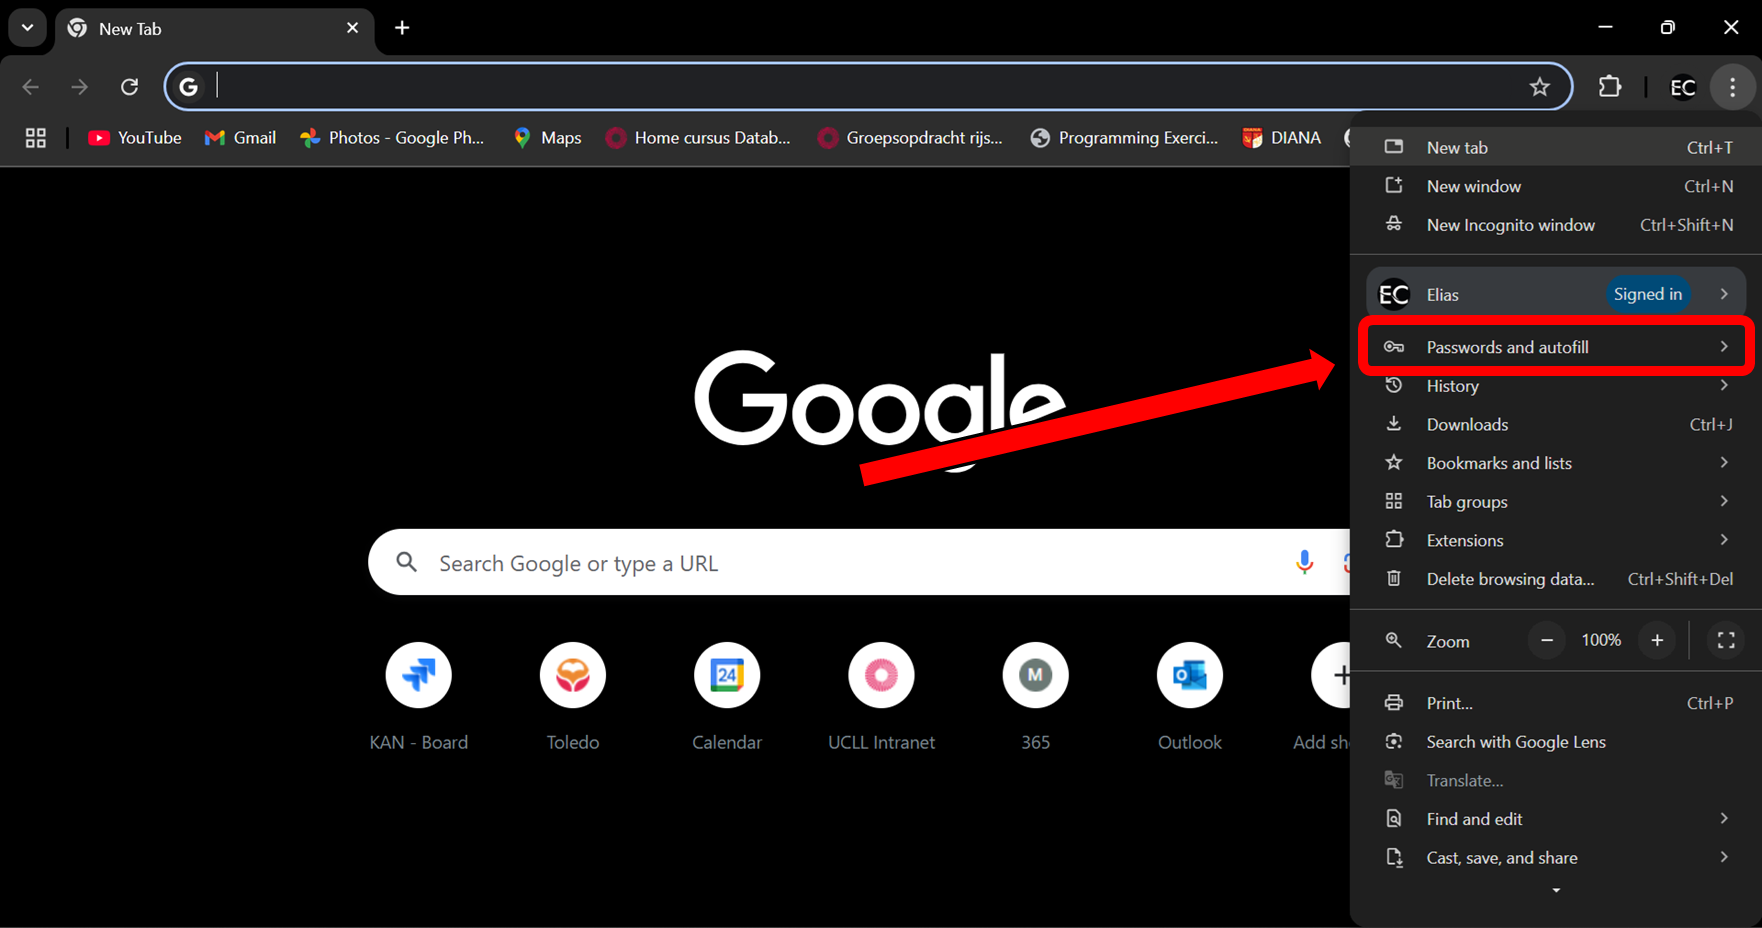 New Tab
G
EC
YouTube
Gmail
Photos - Google Ph...
Maps
Home cursus Datab...
Groepsopdracht rijs...
Programming Exerci...
DIANA
New tab Ctrl+T
New window Ctrl+N
New Incognito window Ctrl+Shift+N
EC Elias Signed in
Passwords and autofill
History
Downloads Ctrl+J
Bookmarks and lists
Tab groups
Extensions
Delete browsing data... Ctrl+Shift+Del
Zoom − 100% +
Print... Ctrl+P
Search with Google Lens
Translate...
Find and edit
Cast, save, and share
Google
Search Google or type a URL
24
M
KAN - Board
Toledo
Calendar
UCLL Intranet
365
Outlook
Add sh